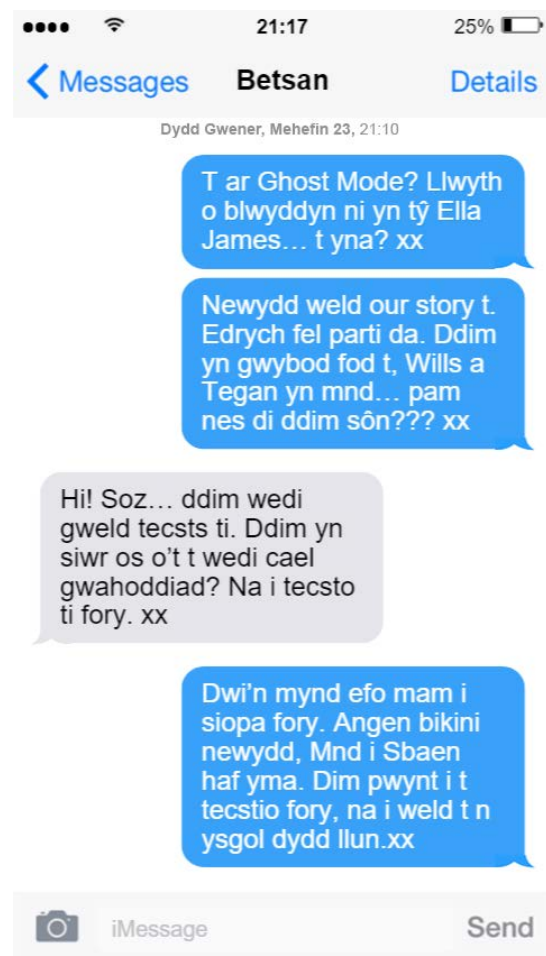 21:17 25%
Messages Betsan Details
Dydd Gwener, Mehefin 23, 21:10
T ar Ghost Mode? Llwyth
o blwyddyn ni yn tŷ Ella
James… t yna? xx
Newydd weld our story t.
Edrych fel parti da. Ddim
yn gwybod fod t, Wills a
Tegan yn mnd… pam
nes di ddim sôn??? xx
Hi! Soz… ddim wedi
gweld tecsts ti. Ddim yn
siwr os o't t wedi cael
gwahoddiad? Na i tecsto
ti fory. xx
Dwi'n mynd efo mam i
siopa fory. Angen bikini
newydd, Mnd i Sbaen
haf yma. Dim pwynt i t
tecstio fory, na i weld t n
ysgol dydd llun.xx
iMessage Send